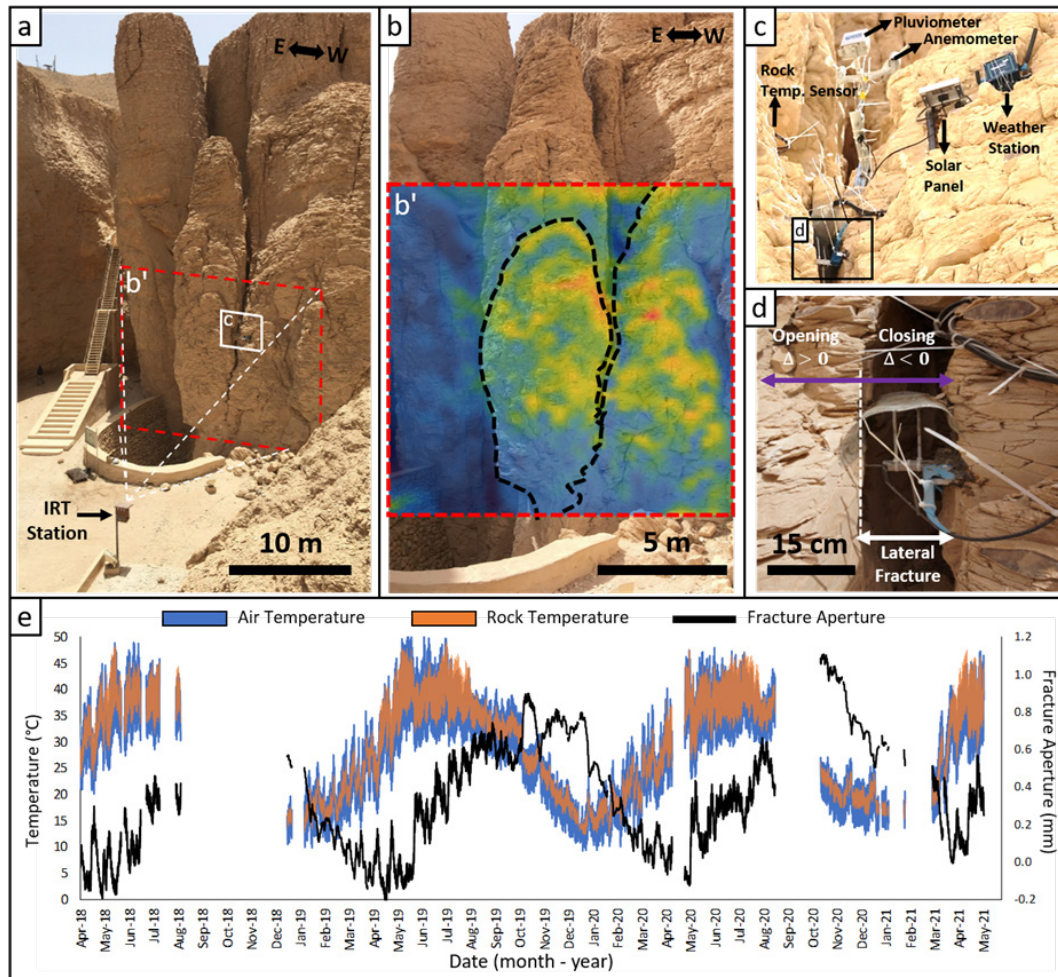 a
E W
b'
c
IRT
Station
10 m
b
E W
b'
5 m
c
Pluviometer
Anemometer
Rock
Temp. Sensor
Weather
Station
Solar
Panel
d
d
Opening
Δ > 0
Closing
Δ < 0
15 cm
Lateral
Fracture
e
Air Temperature
Rock Temperature
Fracture Aperture
Temperature (°C)
50
45
40
35
30
25
20
15
10
5
0
1.2
1.0
0.8
0.6
0.4
0.2
0.0
-0.2
Fracture Aperture (mm)
Apr-18
May-18
Jun-18
Jul-18
Aug-18
Sep-18
Oct-18
Nov-18
Dec-18
Jan-19
Feb-19
Mar-19
Apr-19
May-19
Jun-19
Jul-19
Aug-19
Sep-19
Oct-19
Nov-19
Dec-19
Jan-20
Feb-20
Mar-20
Apr-20
May-20
Jun-20
Jul-20
Aug-20
Sep-20
Oct-20
Nov-20
Dec-20
Jan-21
Feb-21
Mar-21
Apr-21
May-21
Date (month - year)